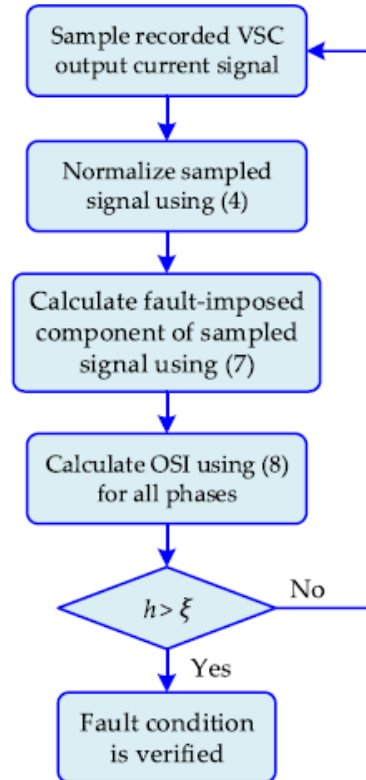 Sample recorded VSC
output current signal
Normalize sampled
signal using (4)
Calculate fault-imposed
component of sampled
signal using (7)
Calculate OSI using (8)
for all phases
h > ξ
No
Yes
Fault condition
is verified